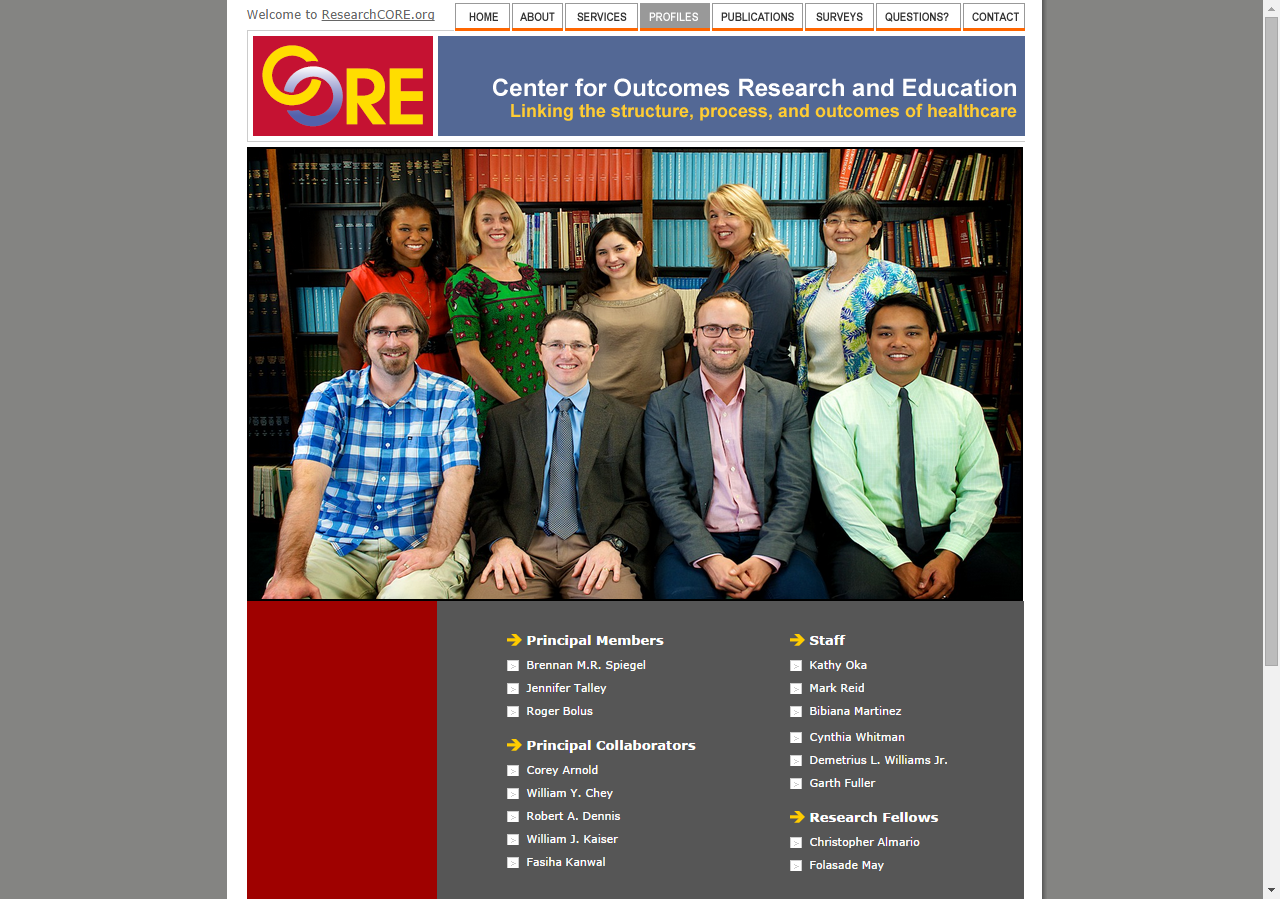 Welcome to ResearchCORE.org
HOME ABOUT SERVICES PROFILES PUBLICATIONS SURVEYS QUESTIONS? CONTACT
CORE
Center for Outcomes Research and Education
Linking the structure, process, and outcomes of healthcare
Principal Members
Brennan M.R. Spiegel
Jennifer Talley
Roger Bolus
Principal Collaborators
Corey Arnold
William Y. Chey
Robert A. Dennis
William J. Kaiser
Fasiha Kanwal
Staff
Kathy Oka
Mark Reid
Bibiana Martinez
Cynthia Whitman
Demetrius L. Williams Jr.
Garth Fuller
Research Fellows
Christopher Almario
Folasade May